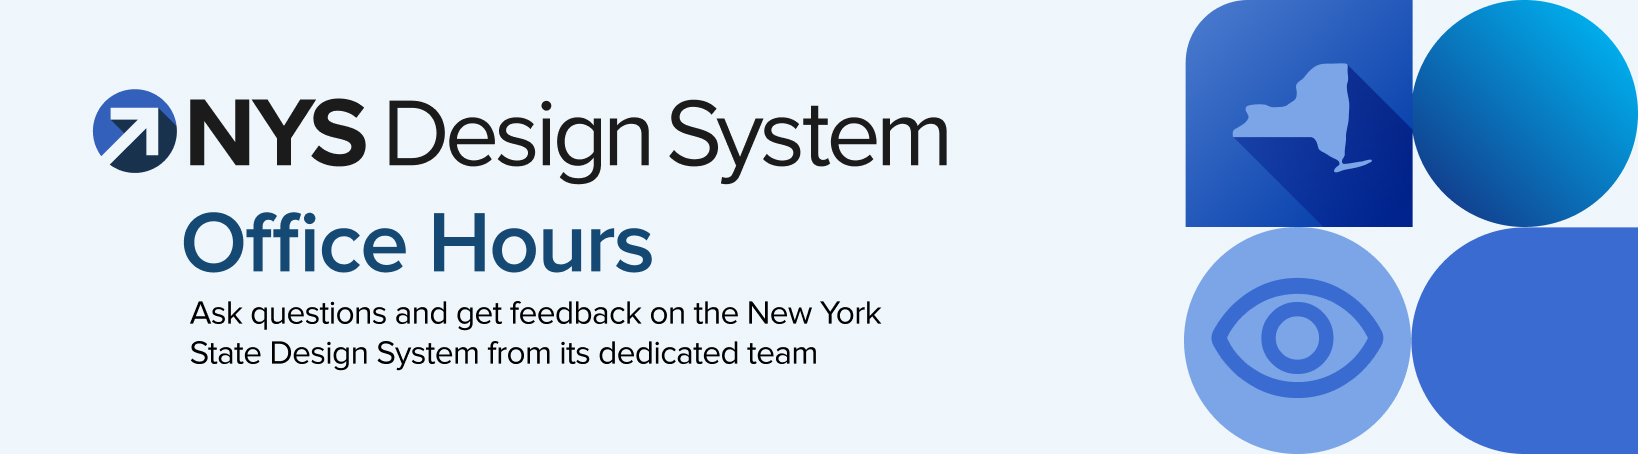 NYS Design System
Office Hours
Ask questions and get feedback on the New York
State Design System from its dedicated team